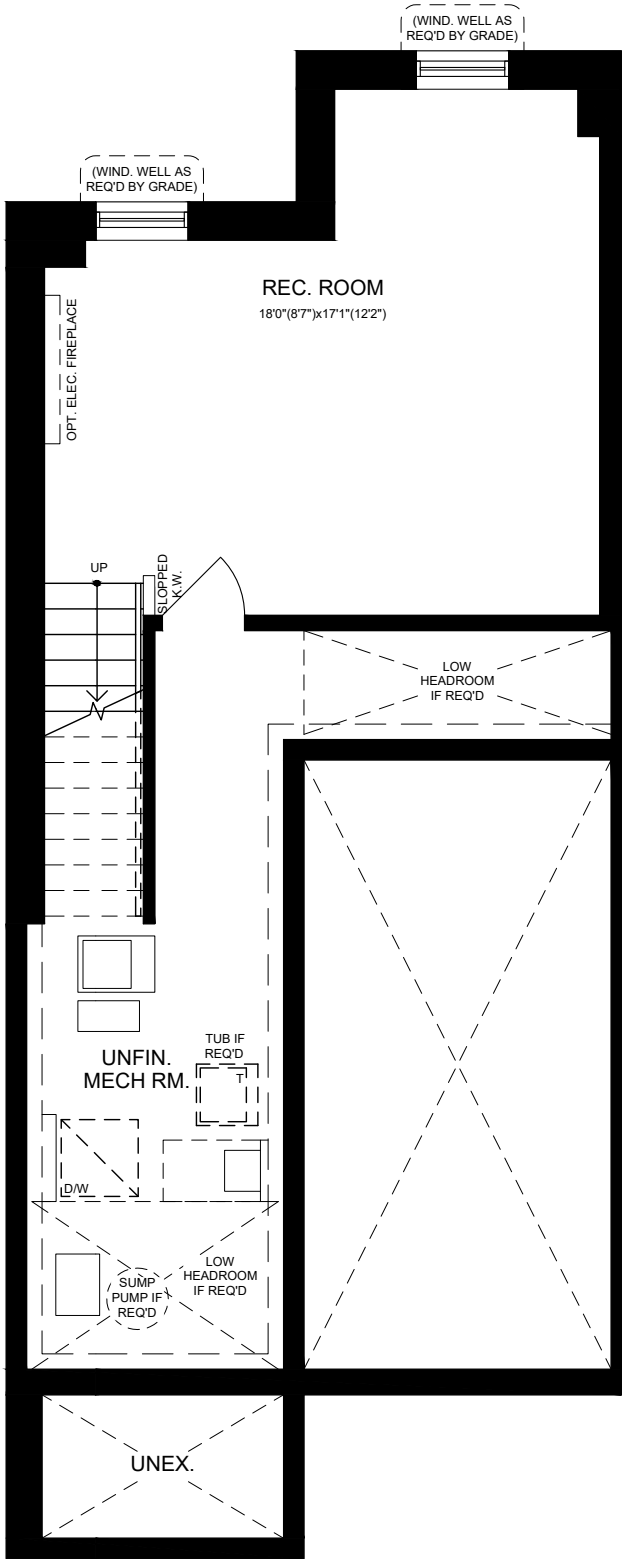 (WIND. WELL AS
REQ'D BY GRADE)
(WIND. WELL AS
REQ'D BY GRADE)
REC. ROOM
18'0"(8'7")x17'1"(12'2")
OPT. ELEC. FIREPLACE
UP
SLOPPED
K.W.
LOW
HEADROOM
IF REQ'D
TUB IF
REQ'D
T
UNFIN.
MECH RM.
D/W
LOW
HEADROOM
IF REQ'D
SUMP
PUMP IF
REQ'D
UNEX.